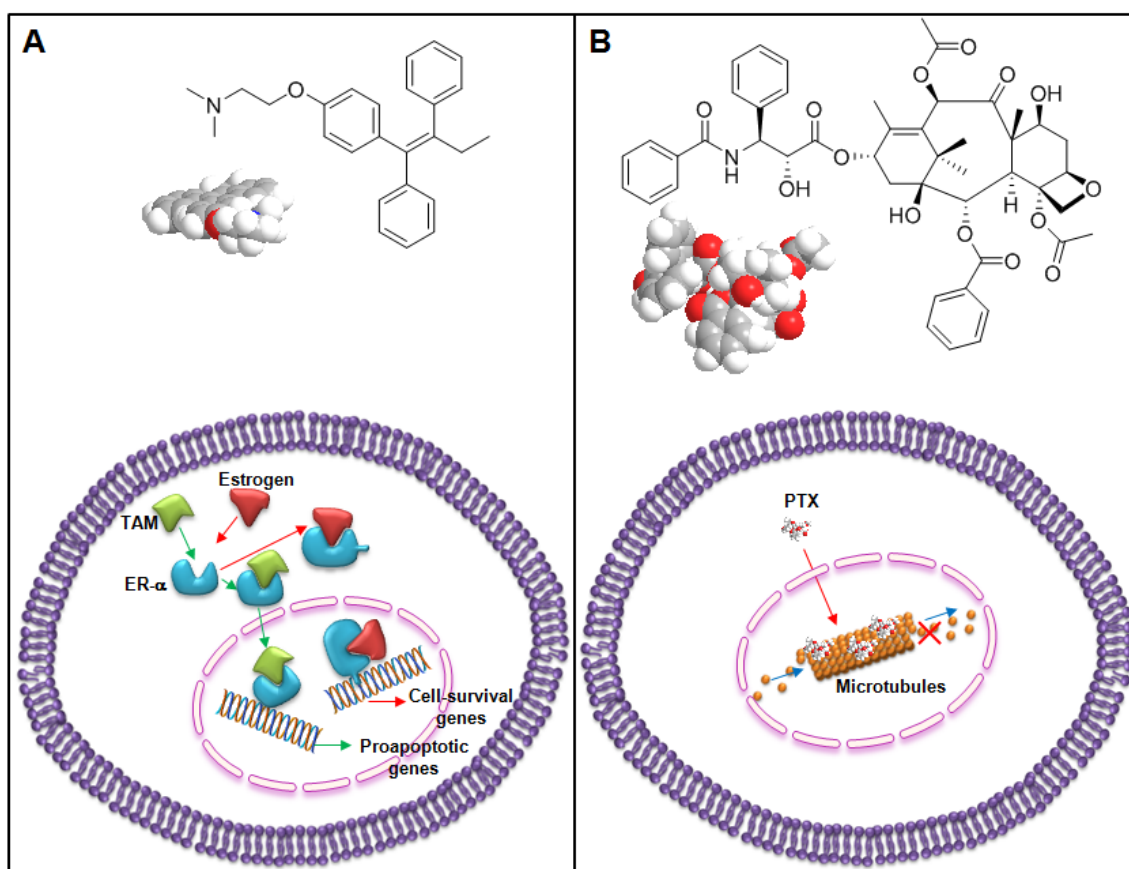 A
N
O
Estrogen
TAM
ER-α
Cell-survival
genes
Proapoptotic
genes
B
O
O
O
OH
O
O
N
H
OH
O
O
HO
H
O
O
O
O
O
O
PTX
Microtubules